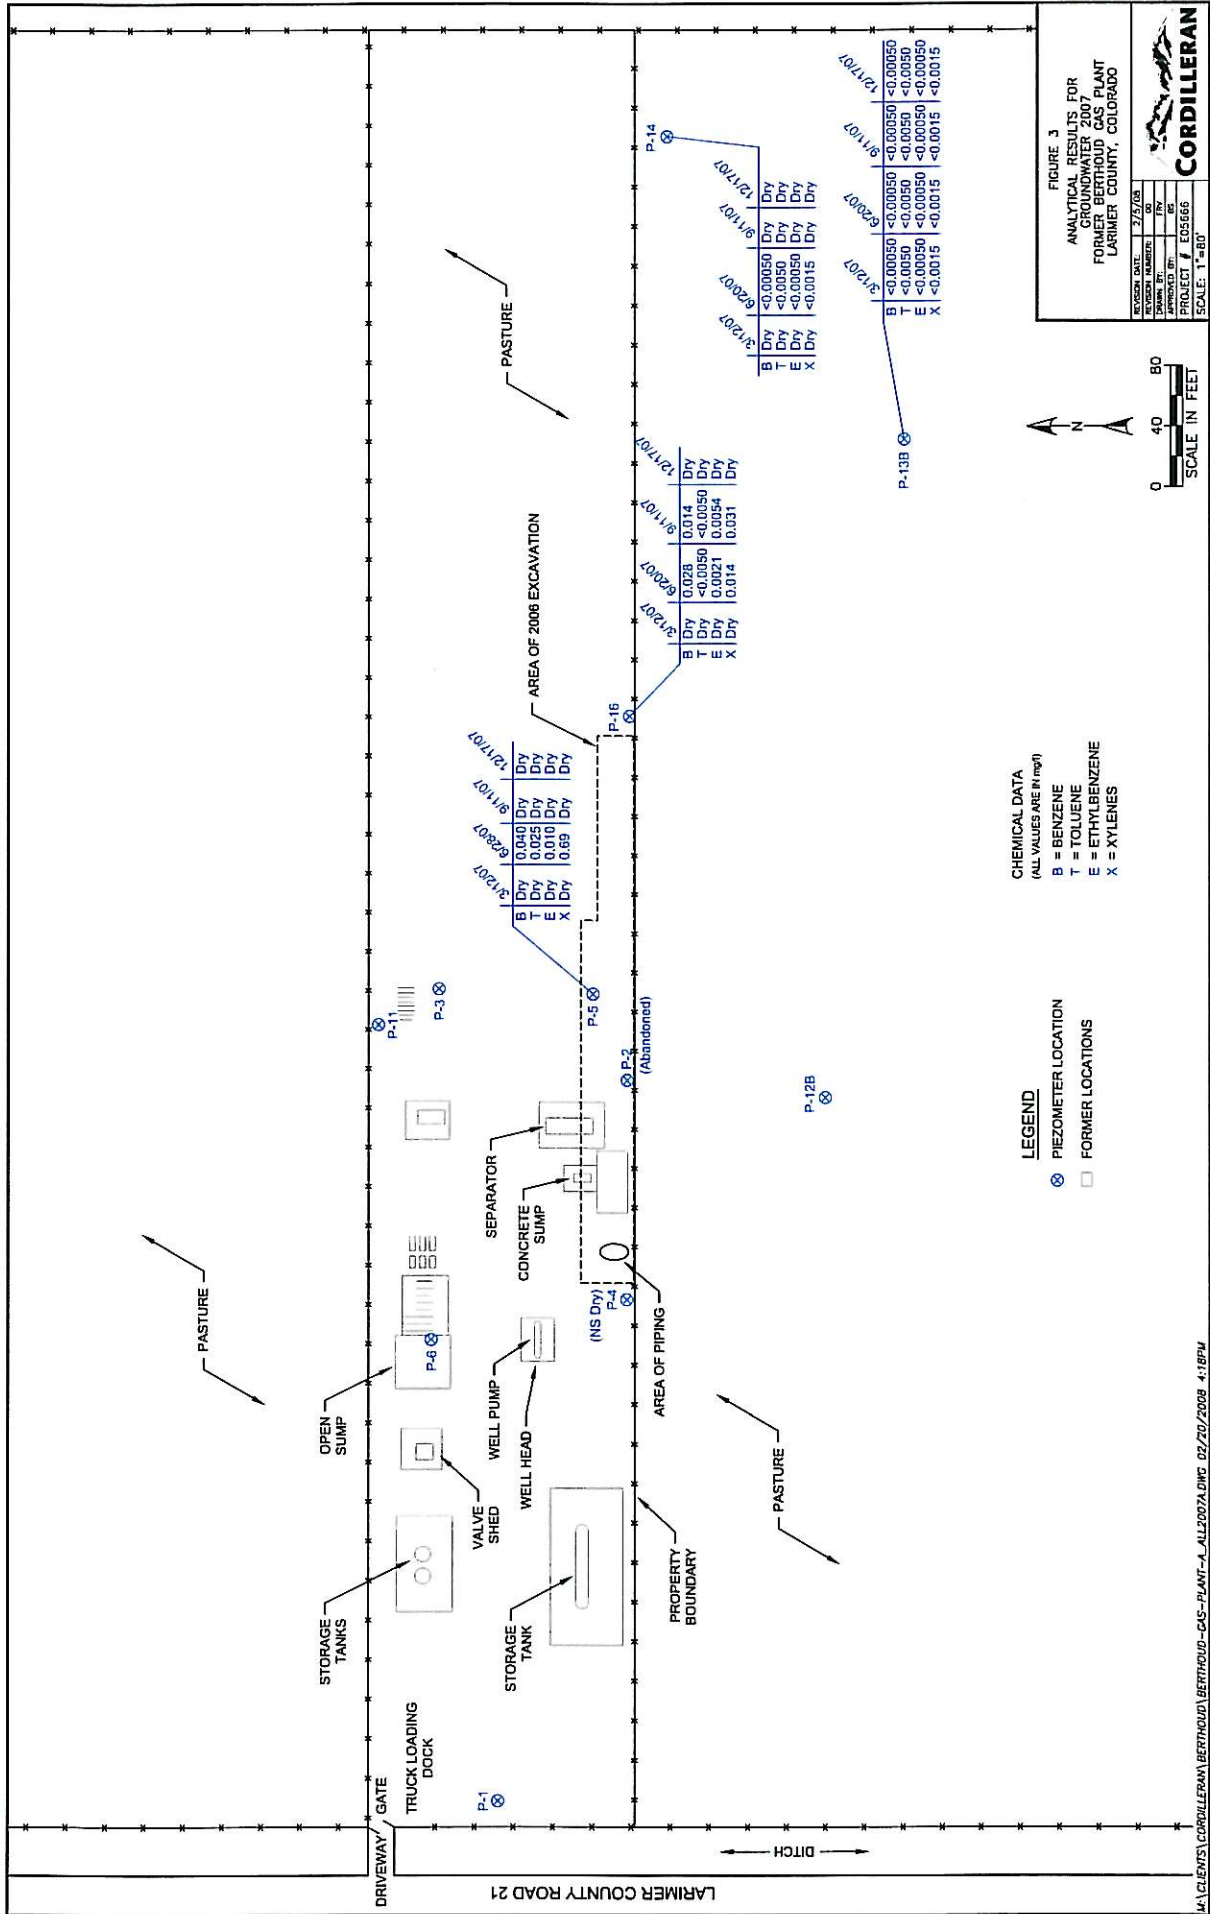 LARIMER COUNTY ROAD 21
DITCH
DRIVEWAY
GATE
TRUCK LOADING
DOCK
P-1
STORAGE
TANKS
VALVE
SHED
OPEN
SUMP
P-6
PASTURE
STORAGE
TANK
WELL HEAD
WELL PUMP
CONCRETE
SUMP
SEPARATOR
PROPERTY
BOUNDARY
AREA OF PIPING
(NS Dry)
P-4
PASTURE
P-11
P-3
P-5
P-2
(Abandoned)
P-12B
3/12/07 6/28/07 9/11/07 12/17/07
B Dry 0.040 Dry Dry
T Dry 0.025 Dry Dry
E Dry 0.010 Dry Dry
X Dry 0.69 Dry Dry
AREA OF 2006 EXCAVATION
P-16
3/12/07 6/20/07 9/11/07 12/17/07
B Dry 0.028 0.014 Dry
T Dry <0.0050 <0.0050 Dry
E Dry 0.0021 0.0054 Dry
X Dry 0.014 0.031 Dry
PASTURE
P-14
3/12/07 6/20/07 9/11/07 12/17/07
B Dry <0.00050 Dry Dry
T Dry <0.0050 Dry Dry
E Dry <0.00050 Dry Dry
X Dry <0.0015 Dry Dry
P-13B
3/12/07 6/20/07 9/11/07 12/17/07
B <0.00050 <0.00050 <0.00050 <0.00050
T <0.0050 <0.0050 <0.0050 <0.0050
E <0.00050 <0.00050 <0.00050 <0.00050
X <0.0015 <0.0015 <0.0015 <0.0015
LEGEND
PIEZOMETER LOCATION
FORMER LOCATIONS
CHEMICAL DATA
(ALL VALUES ARE IN mg/l)
B = BENZENE
T = TOLUENE
E = ETHYLBENZENE
X = XYLENES
N
0 40 80
SCALE IN FEET
FIGURE 3
ANALYTICAL RESULTS FOR
GROUNDWATER 2007
FORMER BERTHOUD GAS PLANT
LARIMER COUNTY, COLORADO
REVISION DATE: 2/5/08
REVISION NUMBER: 00
DRAWN BY: FRV
APPROVED BY: BS
PROJECT # E05666
SCALE: 1"=80'
CORDILLERAN
M:\CLIENTS\CORDILLERAN\BERTHOUD\BERTHOUD-GAS-PLANT-A_ALL2007A.DWG 02/20/2008 4:18PM